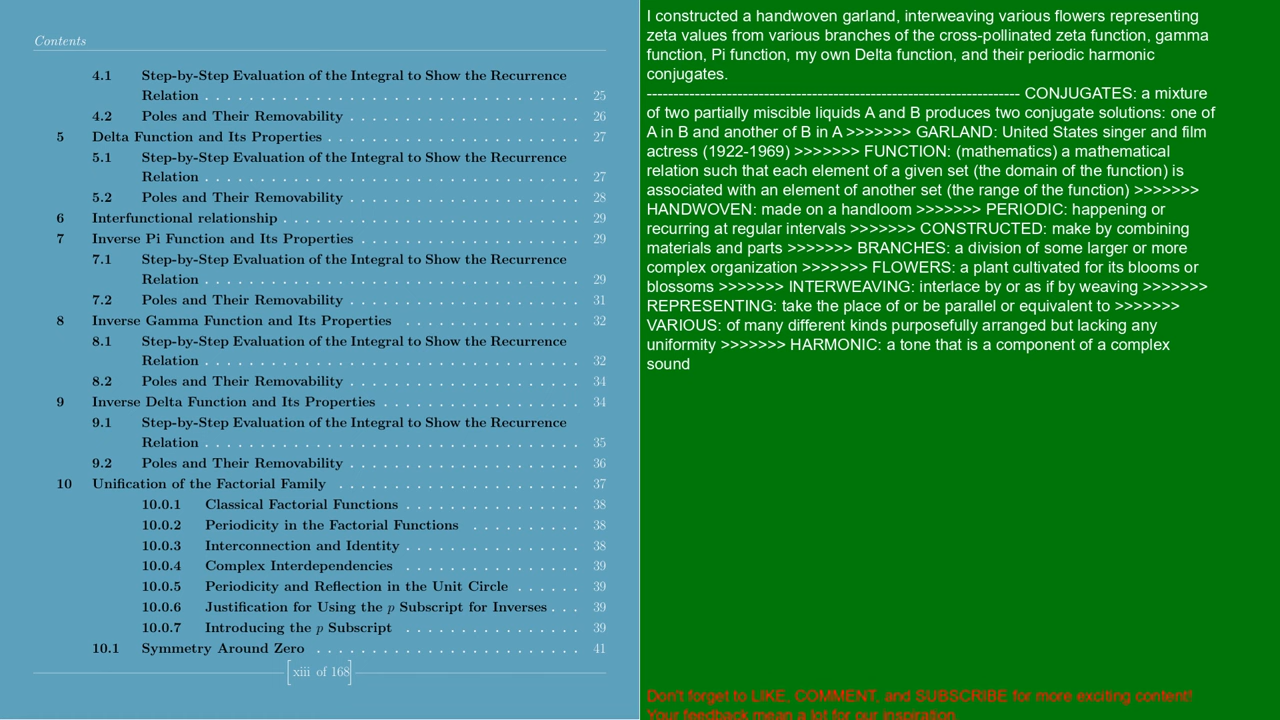 Contents
4.1 Step-by-Step Evaluation of the Integral to Show the Recurrence
Relation . . . . . . . . . . . . . . . . . . . . . . . . . . . . 25
4.2 Poles and Their Removability . . . . . . . . . . . . . . . . . 26
5 Delta Function and Its Properties . . . . . . . . . . . . . . . . . . 27
5.1 Step-by-Step Evaluation of the Integral to Show the Recurrence
Relation . . . . . . . . . . . . . . . . . . . . . . . . . . . . 27
5.2 Poles and Their Removability . . . . . . . . . . . . . . . . . 28
6 Interfunctional relationship . . . . . . . . . . . . . . . . . . . . . 29
7 Inverse Pi Function and Its Properties . . . . . . . . . . . . . . . . 29
7.1 Step-by-Step Evaluation of the Integral to Show the Recurrence
Relation . . . . . . . . . . . . . . . . . . . . . . . . . . . . 29
7.2 Poles and Their Removability . . . . . . . . . . . . . . . . . 31
8 Inverse Gamma Function and Its Properties . . . . . . . . . . . . . 32
8.1 Step-by-Step Evaluation of the Integral to Show the Recurrence
Relation . . . . . . . . . . . . . . . . . . . . . . . . . . . . 32
8.2 Poles and Their Removability . . . . . . . . . . . . . . . . . 34
9 Inverse Delta Function and Its Properties . . . . . . . . . . . . . . 34
9.1 Step-by-Step Evaluation of the Integral to Show the Recurrence
Relation . . . . . . . . . . . . . . . . . . . . . . . . . . . . 35
9.2 Poles and Their Removability . . . . . . . . . . . . . . . . . 36
10 Unification of the Factorial Family . . . . . . . . . . . . . . . . . 37
10.0.1 Classical Factorial Functions . . . . . . . . . . . . . 38
10.0.2 Periodicity in the Factorial Functions . . . . . . . . 38
10.0.3 Interconnection and Identity . . . . . . . . . . . . . 38
10.0.4 Complex Interdependencies . . . . . . . . . . . . . 39
10.0.5 Periodicity and Reflection in the Unit Circle . . . . . 39
10.0.6 Justification for Using the p Subscript for Inverses . . . 39
10.0.7 Introducing the p Subscript . . . . . . . . . . . . . 39
10.1 Symmetry Around Zero . . . . . . . . . . . . . . . . . . . . 41
xiii of 168
I constructed a handwoven garland, interweaving various flowers representing
zeta values from various branches of the cross-pollinated zeta function, gamma
function, Pi function, my own Delta function, and their periodic harmonic
conjugates.
---------------------------------------------------------------------- CONJUGATES: a mixture
of two partially miscible liquids A and B produces two conjugate solutions: one of
A in B and another of B in A >>>>>>> GARLAND: United States singer and film
actress (1922-1969) >>>>>>> FUNCTION: (mathematics) a mathematical
relation such that each element of a given set (the domain of the function) is
associated with an element of another set (the range of the function) >>>>>>>
HANDWOVEN: made on a handloom >>>>>>> PERIODIC: happening or
recurring at regular intervals >>>>>>> CONSTRUCTED: make by combining
materials and parts >>>>>>> BRANCHES: a division of some larger or more
complex organization >>>>>>> FLOWERS: a plant cultivated for its blooms or
blossoms >>>>>>> INTERWEAVING: interlace by or as if by weaving >>>>>>>
REPRESENTING: take the place of or be parallel or equivalent to >>>>>>>
VARIOUS: of many different kinds purposefully arranged but lacking any
uniformity >>>>>>> HARMONIC: a tone that is a component of a complex
sound
Don't forget to LIKE, COMMENT, and SUBSCRIBE for more exciting content!
Your feedback mean a lot for our inspiration